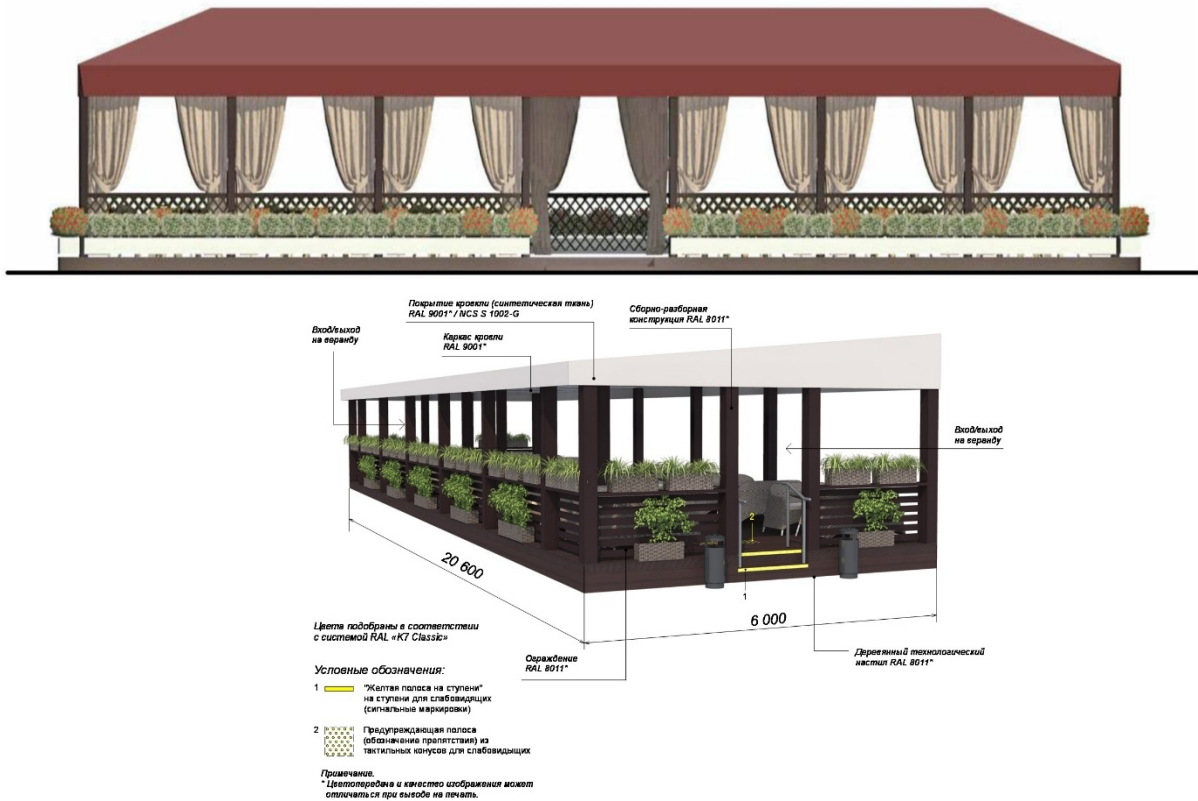 Покрытие кровли (синтетическая ткань)
RAL 9001* / NCS S 1002-G
Сборно-разборная
конструкция RAL 8011*
Вход/выход
на веранду
Каркас кровли
RAL 9001*
Вход/выход
на веранду
2
1
20 600
6 000
Цвета подобраны в соответствии
с системой RAL «K7 Classic»
Ограждение
RAL 8011*
Деревянный технологический
настил RAL 8011*
Условные обозначения:
1 "Желтая полоса на ступени"
на ступени для слабовидящих
(сигнальные маркировки)
2 Предупреждающая полоса
(обозначение препятствия) из
тактильных конусов для слабовидящих
Примечание.
* Цветопередача и качество изображения может
отличаться при выводе на печать.